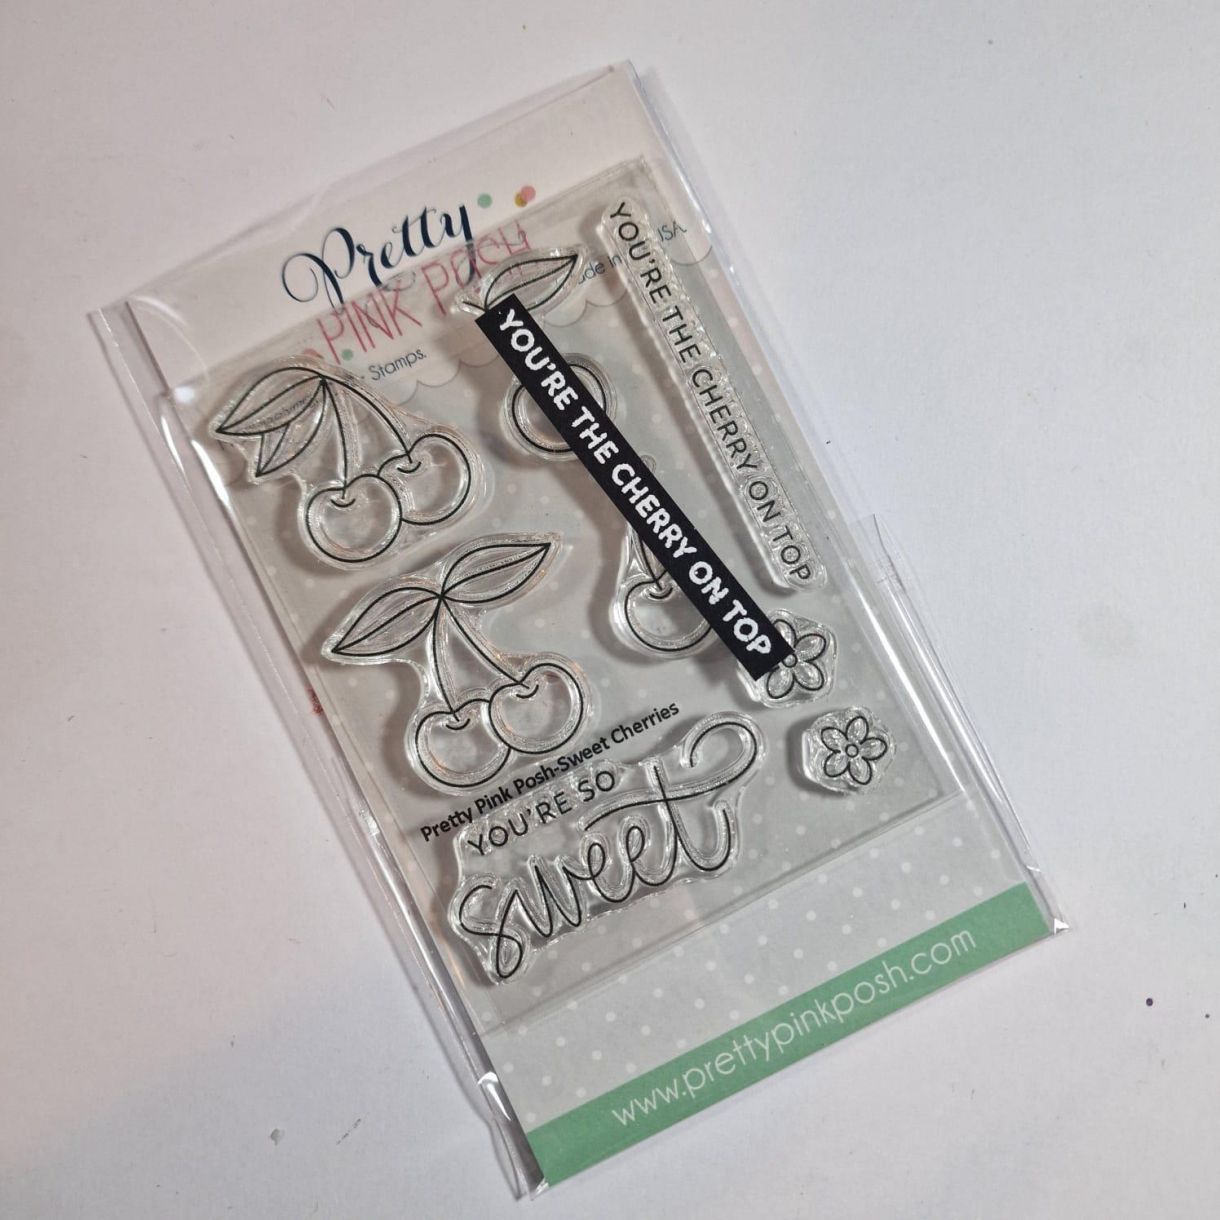 Pretty
PINK POSH
Stamps.
USA.
YOU'RE THE CHERRY ON TOP
YOU'RE THE CHERRY ON TOP
Pretty Pink Posh-Sweet Cherries
YOU'RE SO
sweet
www.prettypinkposh.com